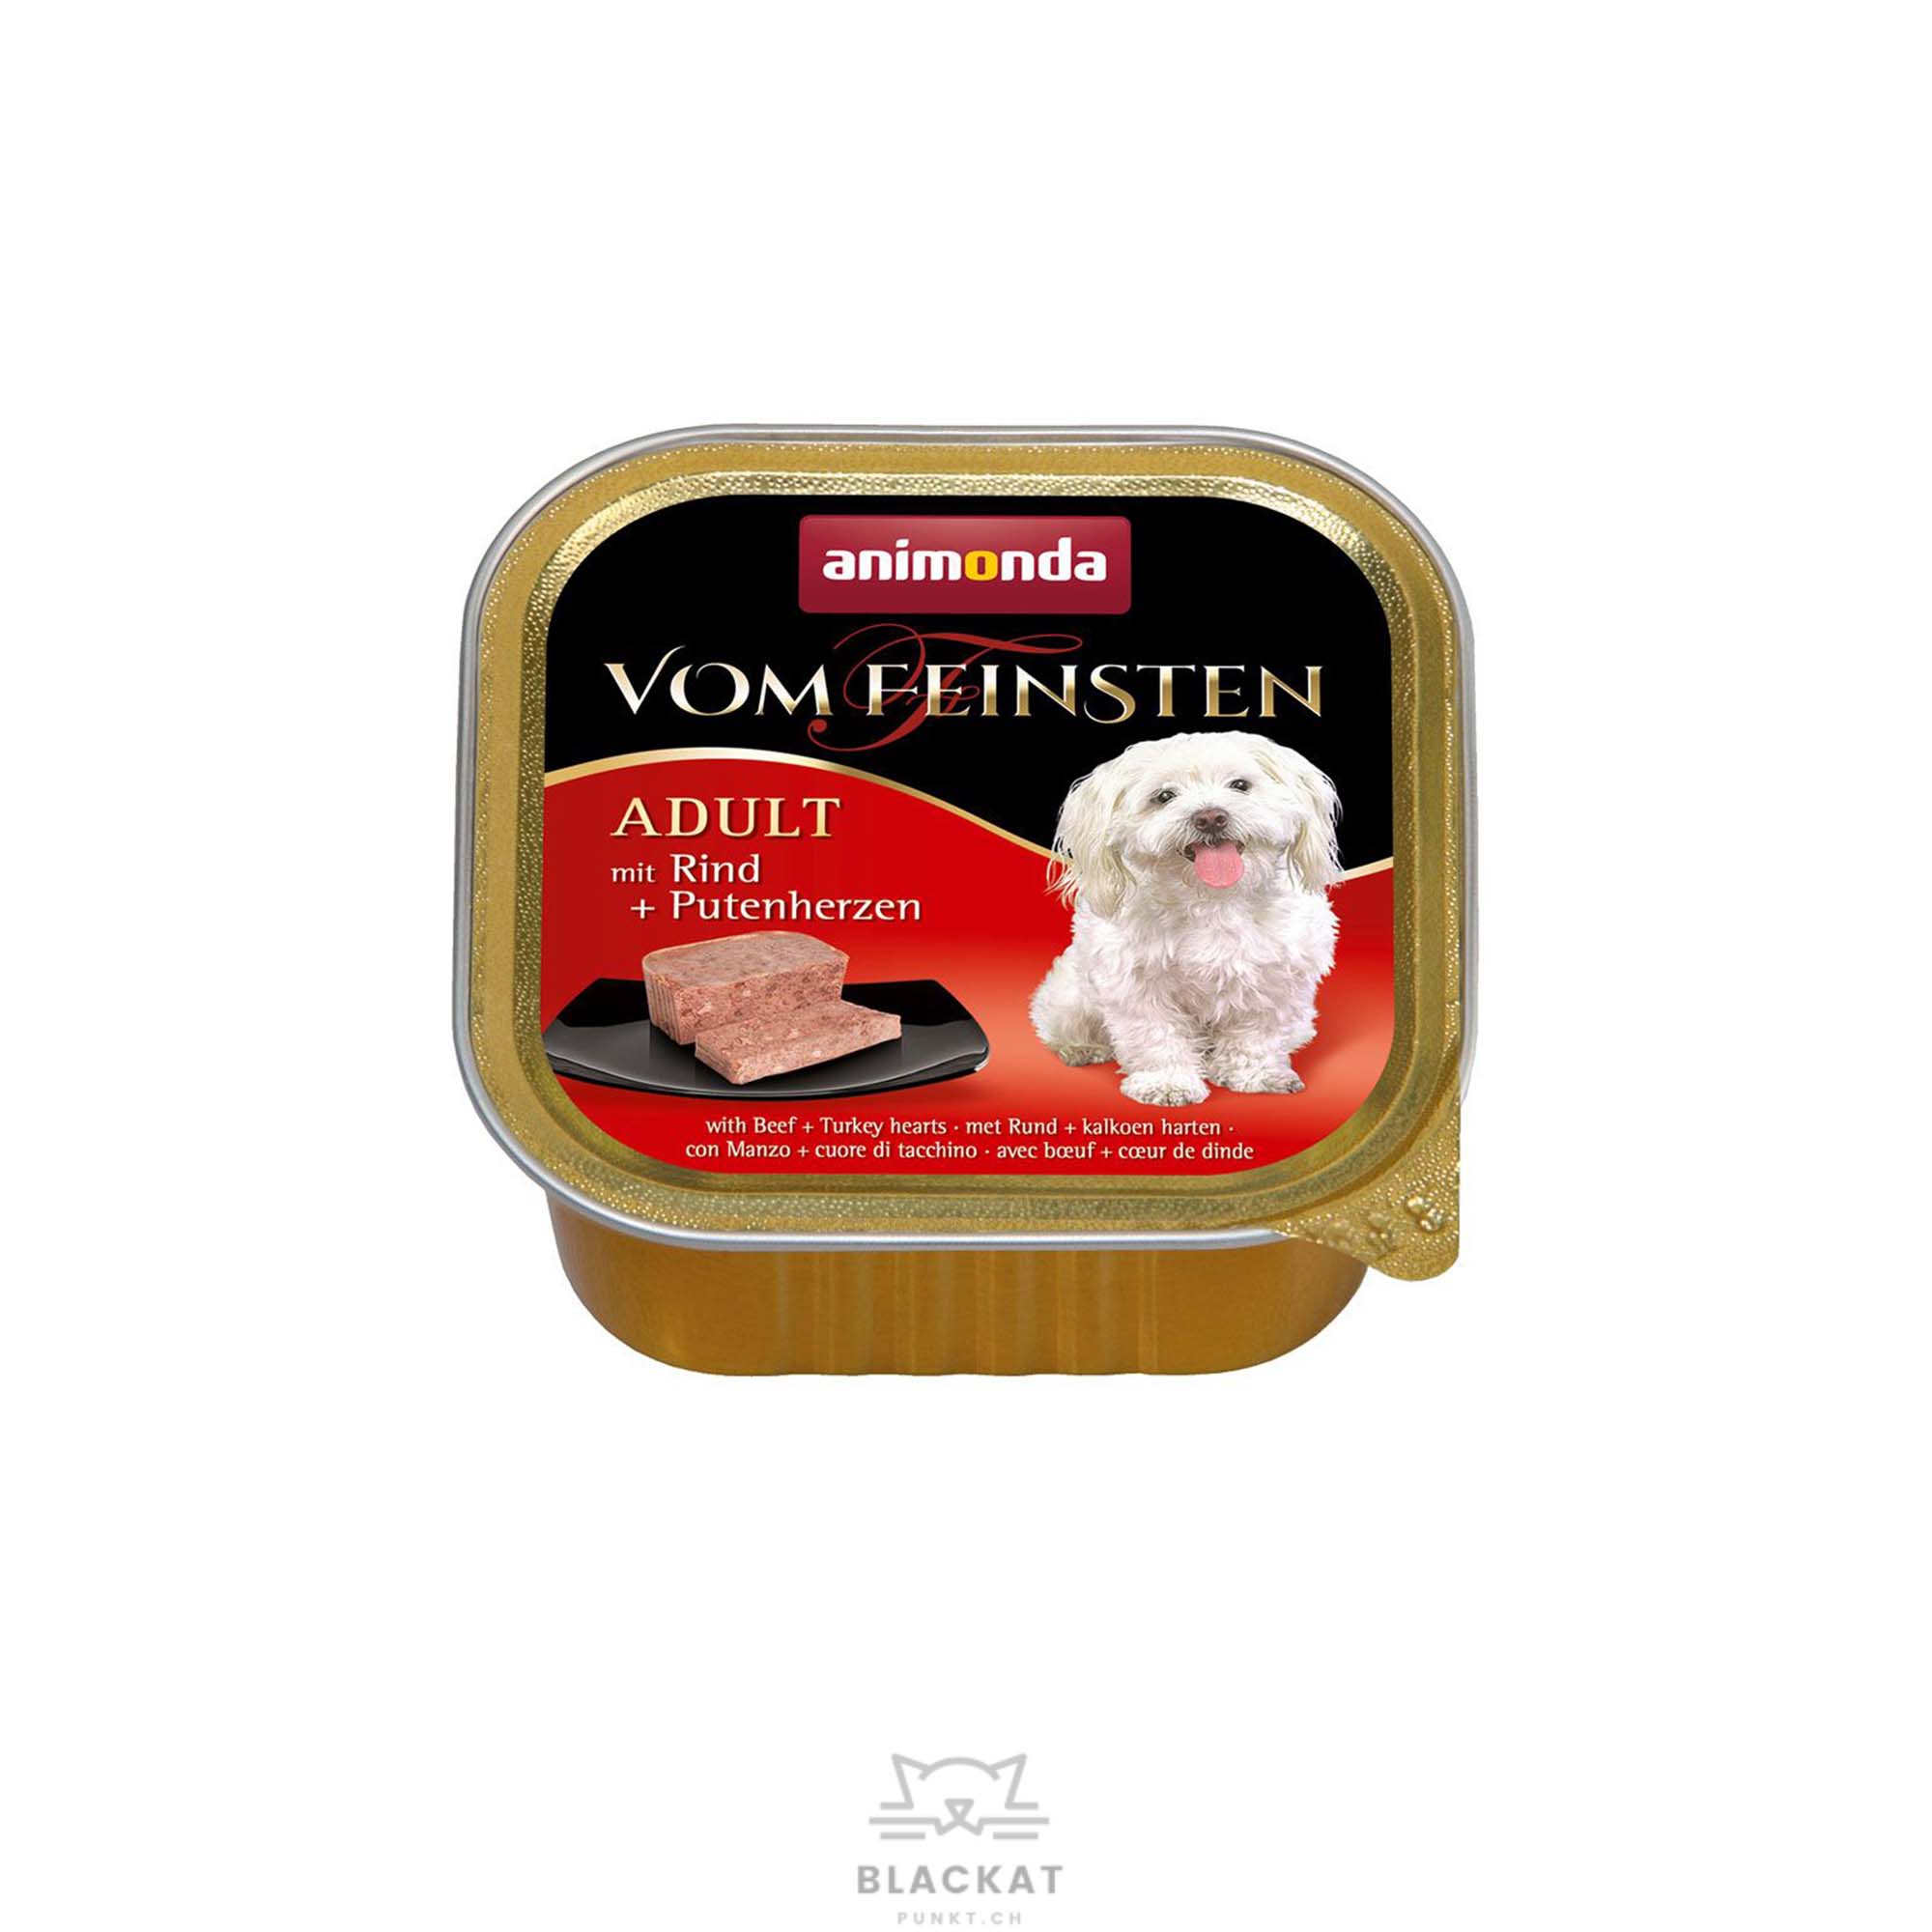 animonda
VOM FEINSTEN
ADULT
mit Rind
+ Putenherzen
with Beef + Turkey hearts · met Rund + kalkoen harten ·
con Manzo + cuore di tacchino · avec bœuf + cœur de dinde
BLACKAT
PUNKT.CH